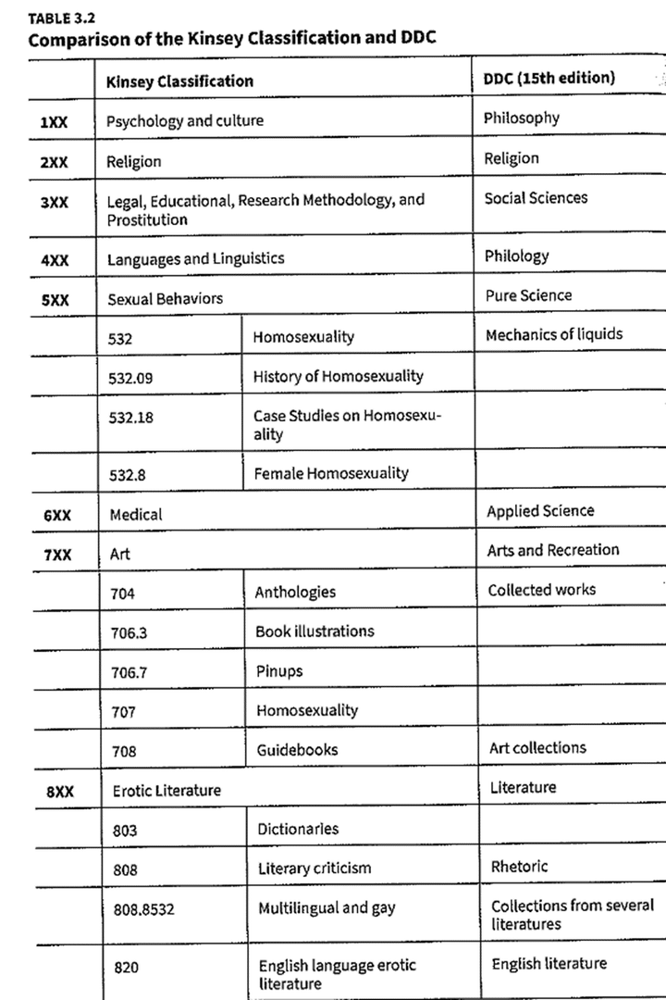 TABLE 3.2
Comparison of the Kinsey Classification and DDC
Kinsey Classification DDC (15th edition)
1XX Psychology and culture Philosophy
2XX Religion Religion
3XX Legal, Educational, Research Methodology, and Social Sciences
Prostitution
4XX Languages and Linguistics Philology
5XX Sexual Behaviors Pure Science
532 Homosexuality Mechanics of liquids
532.09 History of Homosexuality
532.18 Case Studies on Homosexu-
ality
532.8 Female Homosexuality
6XX Medical Applied Science
7XX Art Arts and Recreation
704 Anthologies Collected works
706.3 Book illustrations
706.7 Pinups
707 Homosexuality
708 Guidebooks Art collections
8XX Erotic Literature Literature
803 Dictionaries
808 Literary criticism Rhetoric
808.8532 Multilingual and gay Collections from several
literatures
820 English language erotic English literature
literature